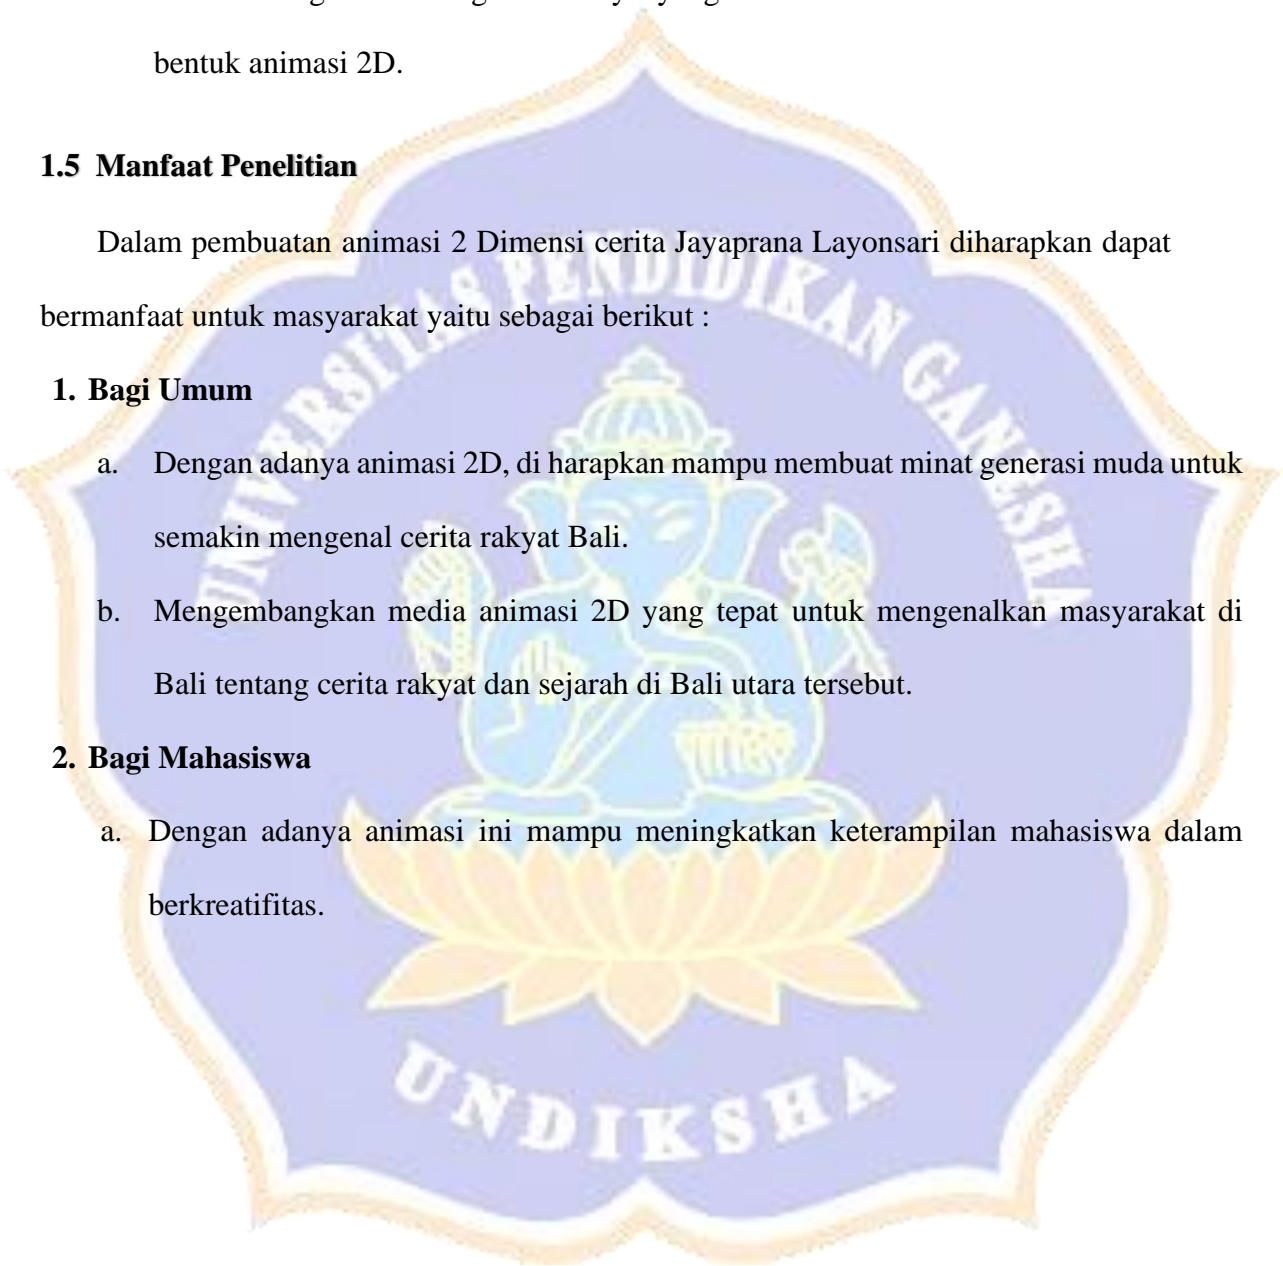 bentuk animasi 2D.
1.5 Manfaat Penelitian
Dalam pembuatan animasi 2 Dimensi cerita Jayaprana Layonsari diharapkan dapat
bermanfaat untuk masyarakat yaitu sebagai berikut :
1. Bagi Umum
a. Dengan adanya animasi 2D, di harapkan mampu membuat minat generasi muda untuk
semakin mengenal cerita rakyat Bali.
b. Mengembangkan media animasi 2D yang tepat untuk mengenalkan masyarakat di
Bali tentang cerita rakyat dan sejarah di Bali utara tersebut.
2. Bagi Mahasiswa
a. Dengan adanya animasi ini mampu meningkatkan keterampilan mahasiswa dalam
berkreatifitas.
UNIVERSITAS PENDIDIKAN GANESHA
UNDIKSHA